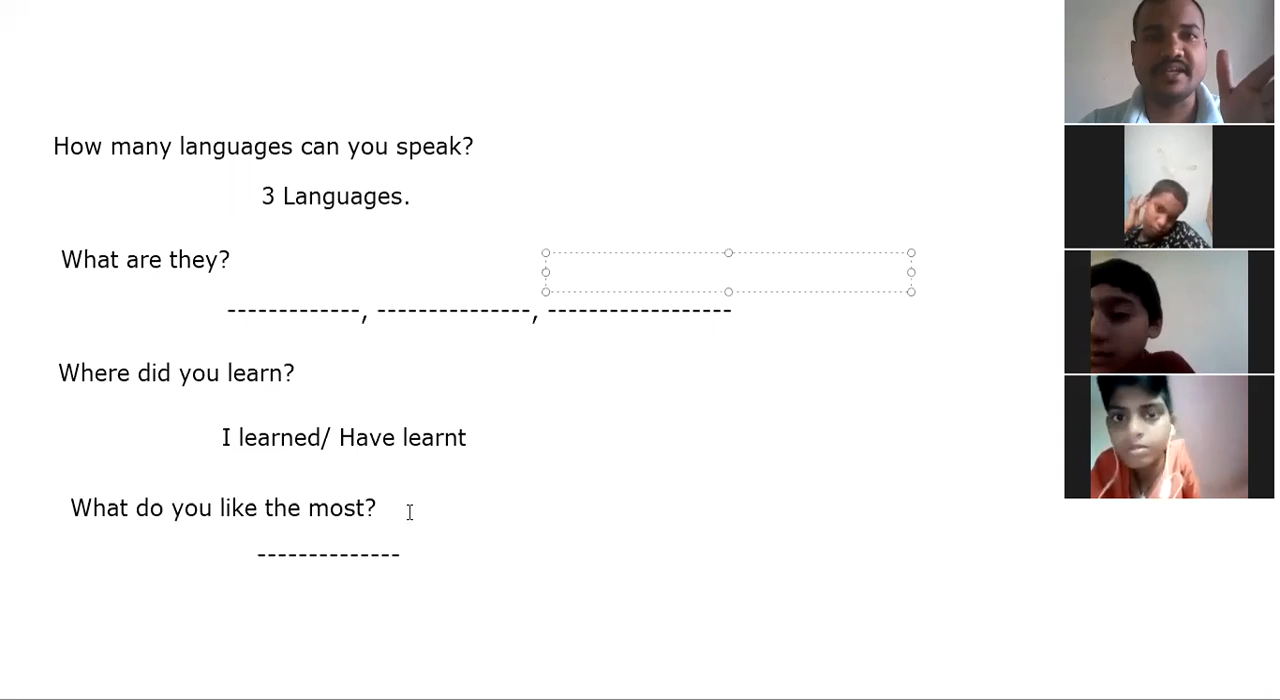 How many languages can you speak?
3 Languages.
What are they?
-------------, ---------------, ------------------
Where did you learn?
I learned/ Have learnt
What do you like the most?
--------------